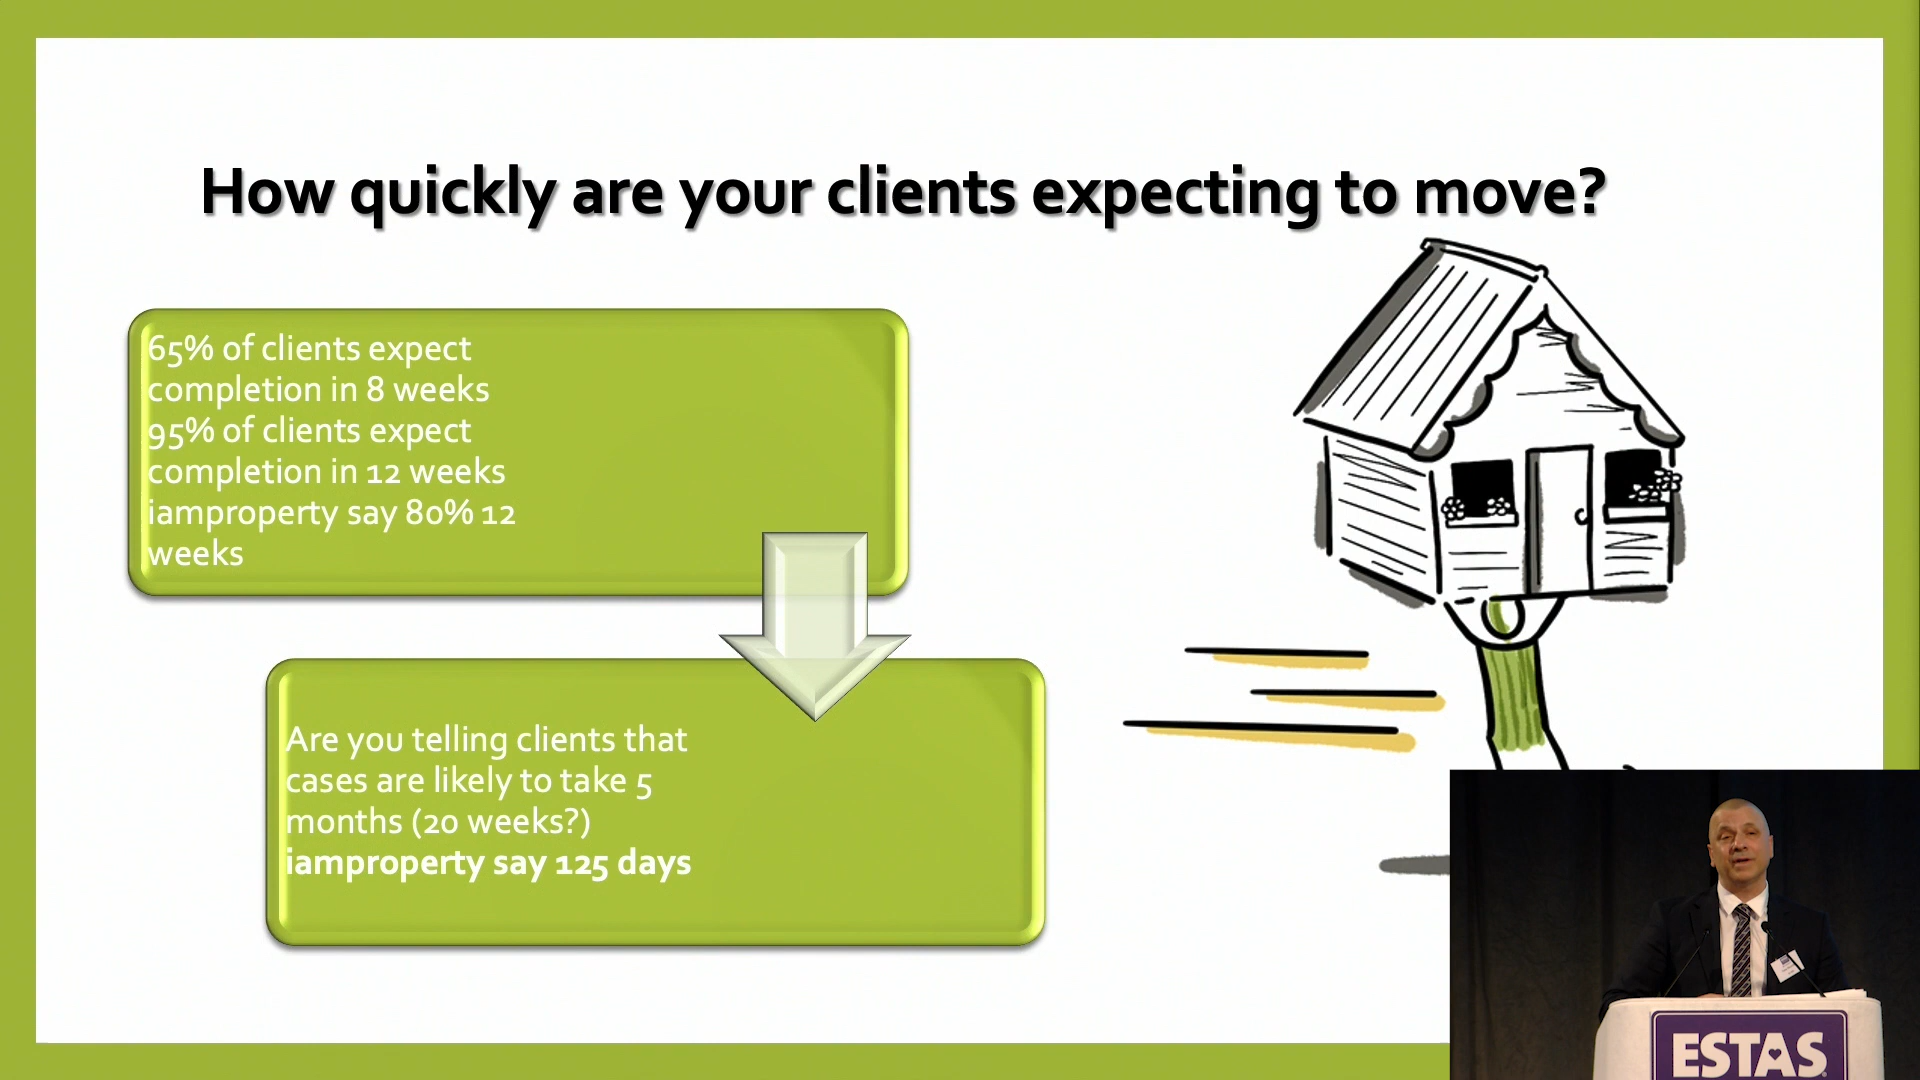 How quickly are your clients expecting to move?
65% of clients expect
completion in 8 weeks
95% of clients expect
completion in 12 weeks
iamproperty say 80% 12
weeks
Are you telling clients that
cases are likely to take 5
months (20 weeks?)
iamproperty say 125 days
ESTAS